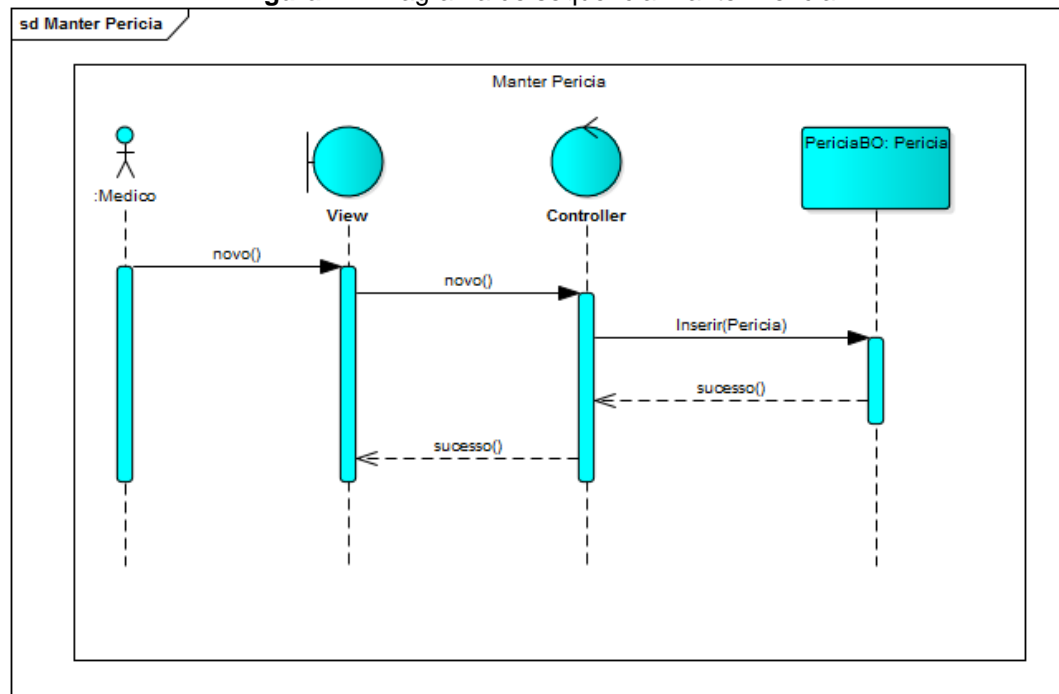 sd Manter Pericia
Manter Pericia
:Medico
View
Controller
PericiaBO: Pericia
novo()
novo()
Inserir(Pericia)
sucesso()
sucesso()